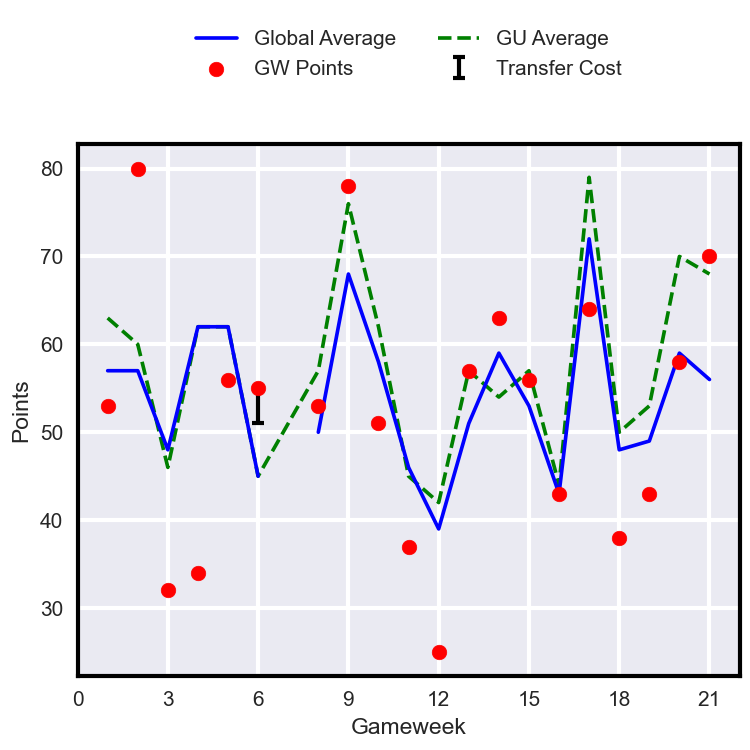 Global Average
GU Average
GW Points
Transfer Cost
80
70
60
50
40
30
Points
0 3 6 9 12 15 18 21
Gameweek